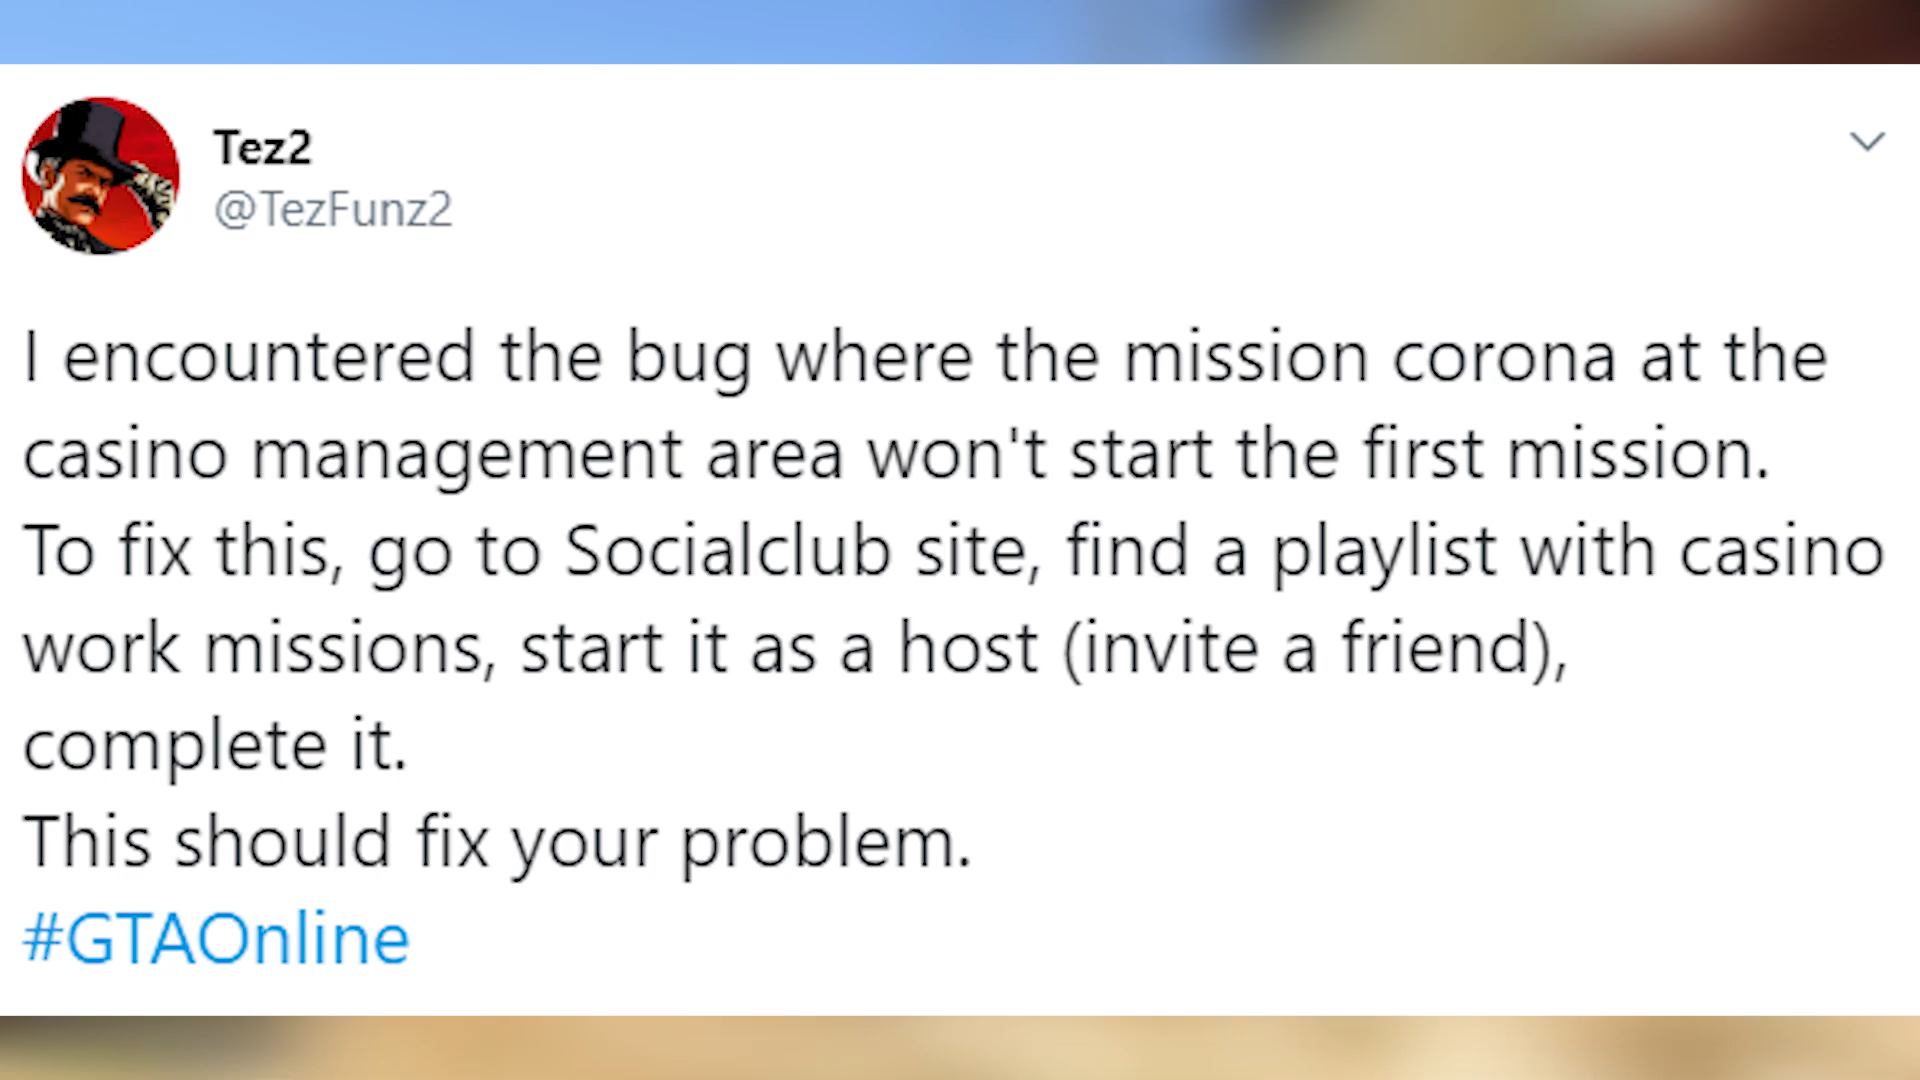 Tez2
@TezFunz2
I encountered the bug where the mission corona at the
casino management area won't start the first mission.
To fix this, go to Socialclub site, find a playlist with casino
work missions, start it as a host (invite a friend),
complete it.
This should fix your problem.
#GTAOnline